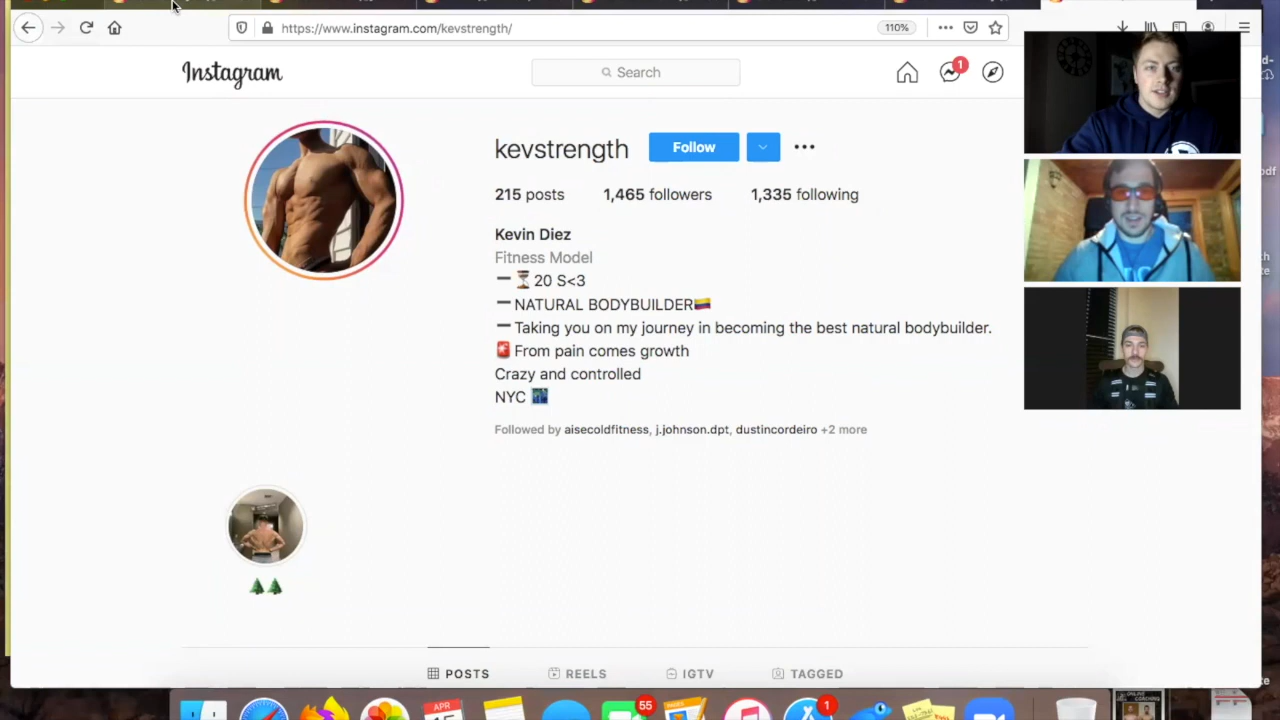 https://www.instagram.com/kevstrength/
110%
Instagram
Search
1
kevstrength
Follow
215 posts 1,465 followers 1,335 following
Kevin Diez
Fitness Model
➖⏳20 S<3
➖NATURAL BODYBUILDER🇨🇴
➖Taking you on my journey in becoming the best natural bodybuilder.
🚨From pain comes growth
Crazy and controlled
NYC 🌃
Followed by aisecoldfitness, j.johnson.dpt, dustincordeiro +2 more
🌲🌲
POSTS REELS IGTV TAGGED
APR
55
PAGES
1